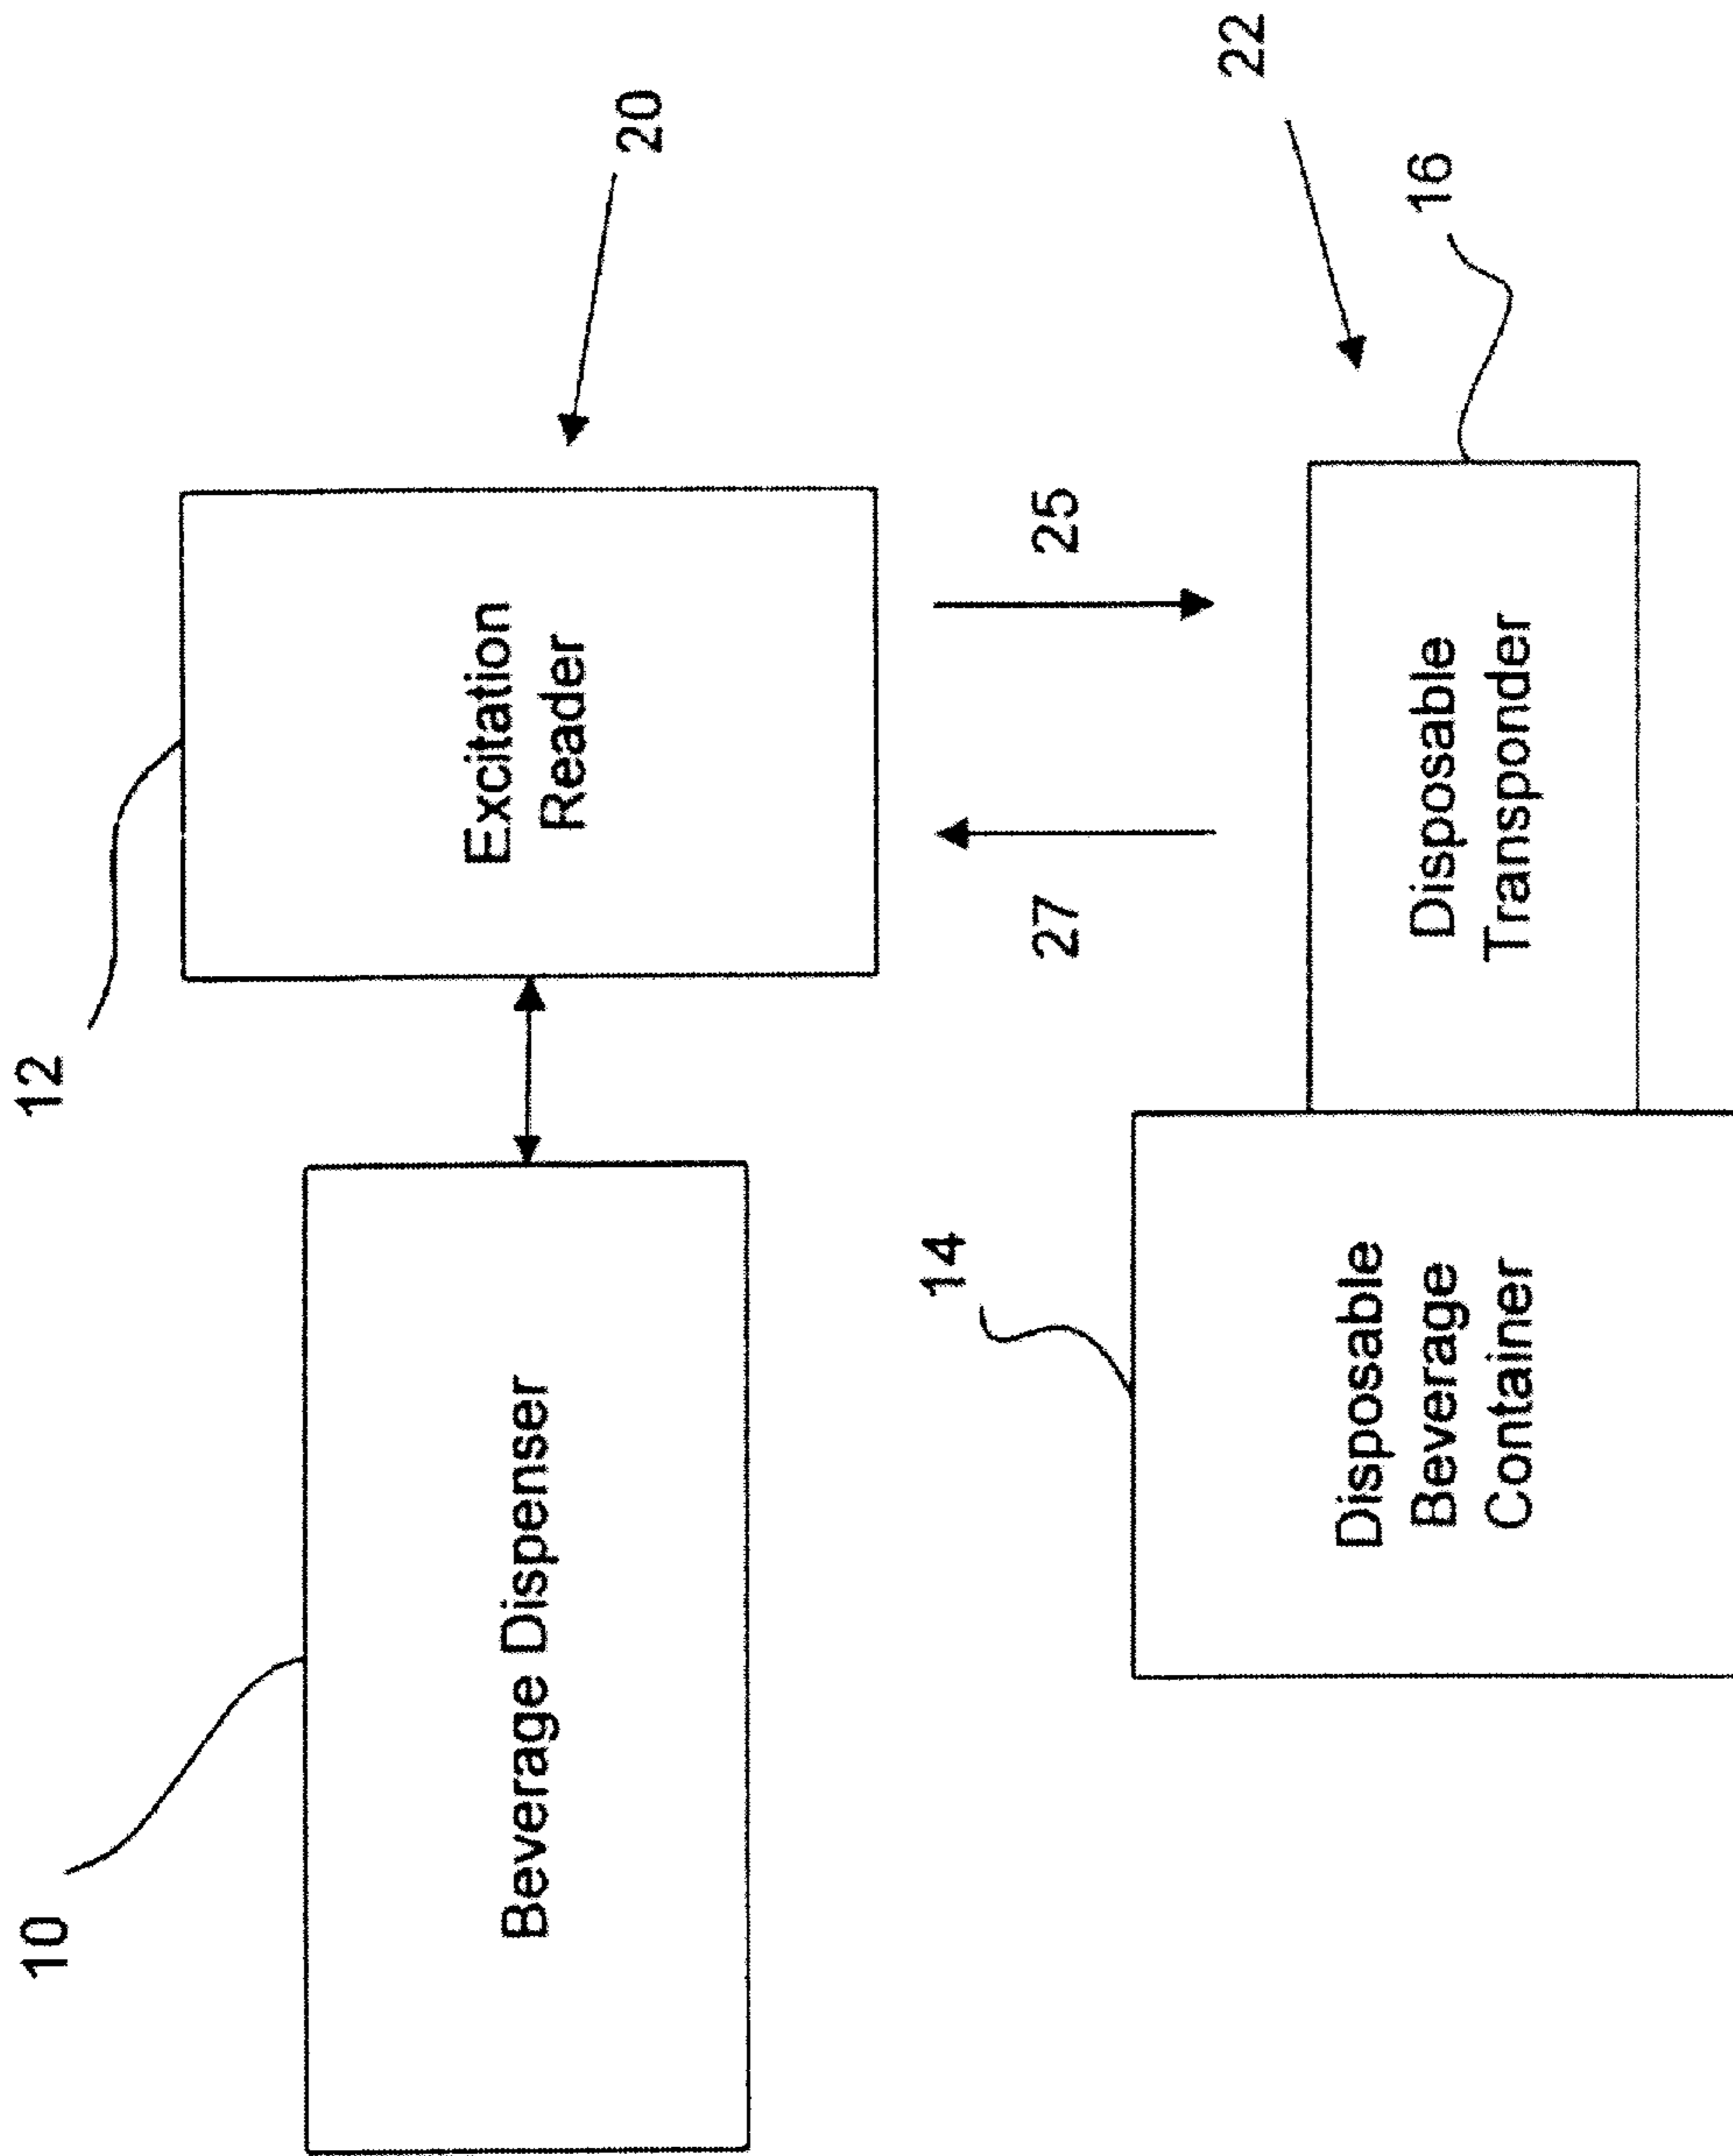 10
12
20
Beverage Dispenser
Excitation
Reader
27
25
14
22
16
Disposable
Beverage
Container
Disposable
Transponder